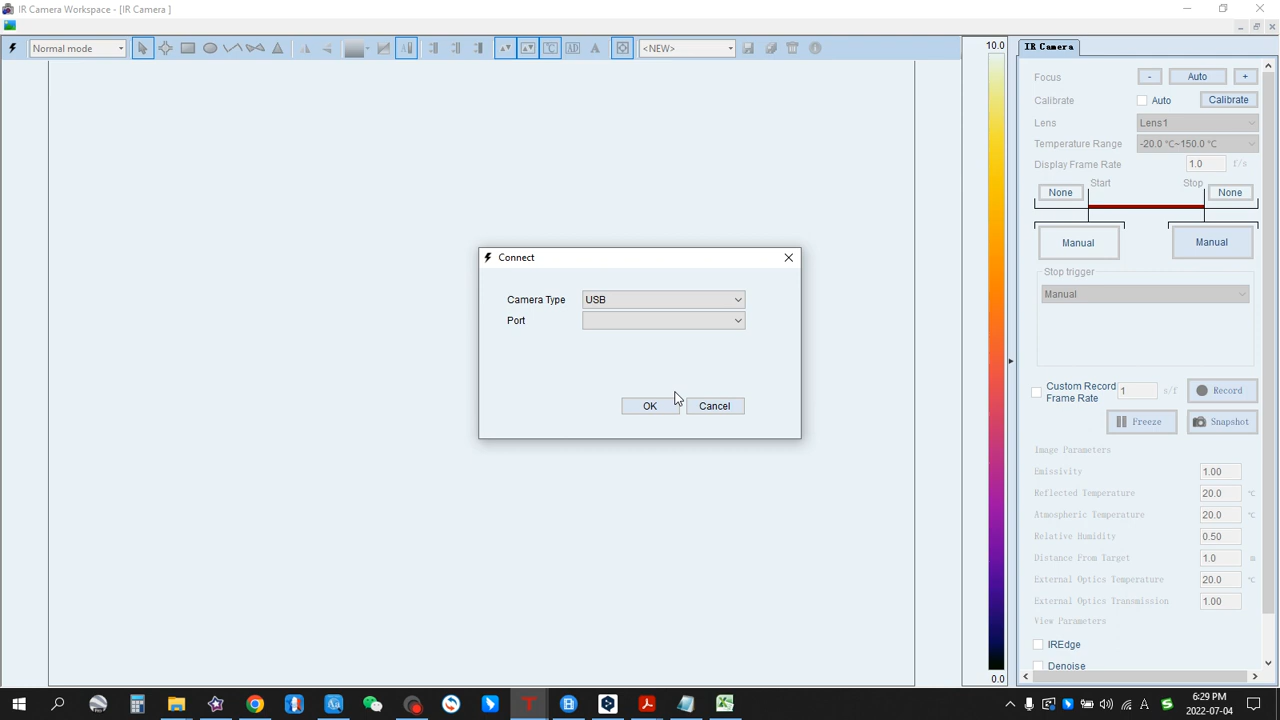 IR Camera Workspace - [IR Camera ]
Normal mode
<NEW>
10.0
0.0
IR Camera
Focus - Auto +
Calibrate Auto Calibrate
Lens Lens1
Temperature Range -20.0 ℃~150.0 ℃
Display Frame Rate 1.0 f/s
Start Stop
None None
Manual Manual
Stop trigger
Manual
Custom Record Frame Rate 1 s/f Record
Freeze Snapshot
Image Parameters
Emissivity 1.00
Reflected Temperature 20.0 ℃
Atmospheric Temperature 20.0 ℃
Relative Humidity 0.50
Distance From Target 1.0 m
External Optics Temperature 20.0 ℃
External Optics Transmission 1.00
View Parameters
IREdge
Denoise
Connect
Camera Type USB
Port
OK Cancel
6:29 PM
2022-07-04